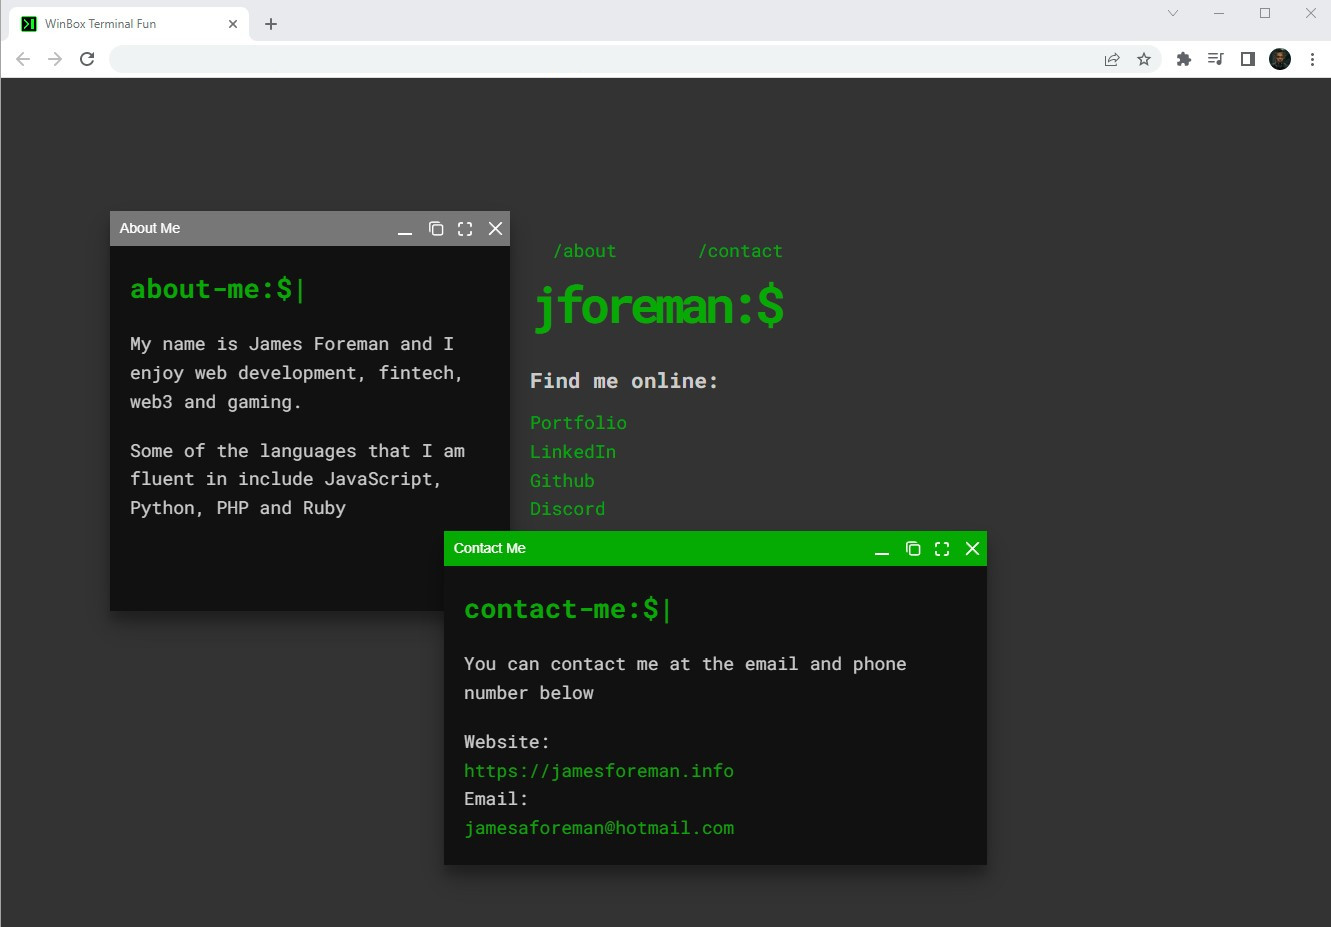 WinBox Terminal Fun
About Me
about-me:$|
My name is James Foreman and I
enjoy web development, fintech,
web3 and gaming.
Some of the languages that I am
fluent in include JavaScript,
Python, PHP and Ruby
/about /contact
jforeman:$
Find me online:
Portfolio
LinkedIn
Github
Discord
Contact Me
contact-me:$|
You can contact me at the email and phone
number below
Website:
https://jamesforeman.info
Email:
jamesaforeman@hotmail.com